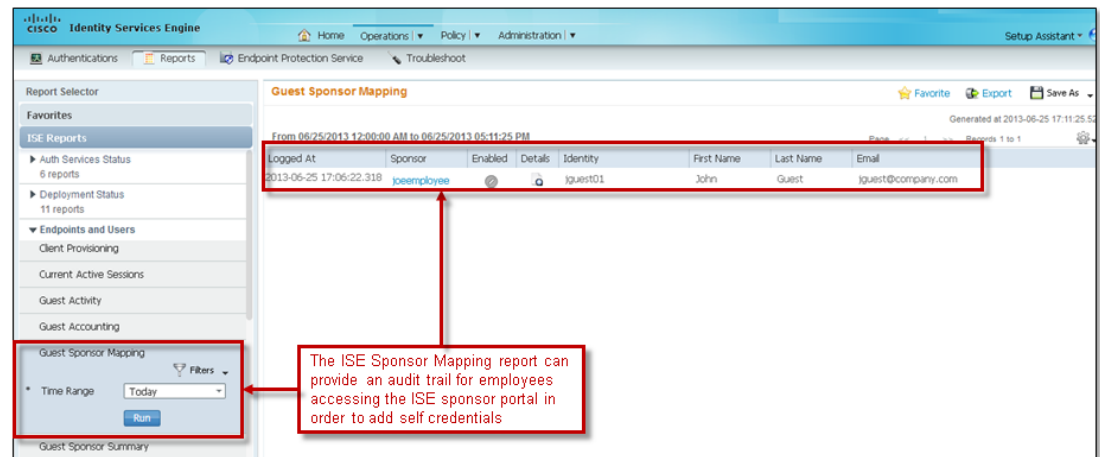 cisco Identity Services Engine
Home Operations Policy Administration
Setup Assistant
Authentications Reports Endpoint Protection Service Troubleshoot
Report Selector
Favorites
ISE Reports
Auth Services Status
6 reports
Deployment Status
11 reports
Endpoints and Users
Client Provisioning
Current Active Sessions
Guest Activity
Guest Accounting
Guest Sponsor Mapping
Filters
* Time Range Today
Run
Guest Sponsor Summary
Guest Sponsor Mapping
Favorite Export Save As
Generated at 2013-06-25 17:11:25.52
From 06/25/2013 12:00:00 AM to 06/25/2013 05:11:25 PM
Page << 1 >> Records 1 to 1
Logged At Sponsor Enabled Details Identity First Name Last Name Email
2013-06-25 17:06:22.318 joeemployee jguest01 John Guest jguest@company.com
The ISE Sponsor Mapping report can
provide an audit trail for employees
accessing the ISE sponsor portal in
order to add self credentials